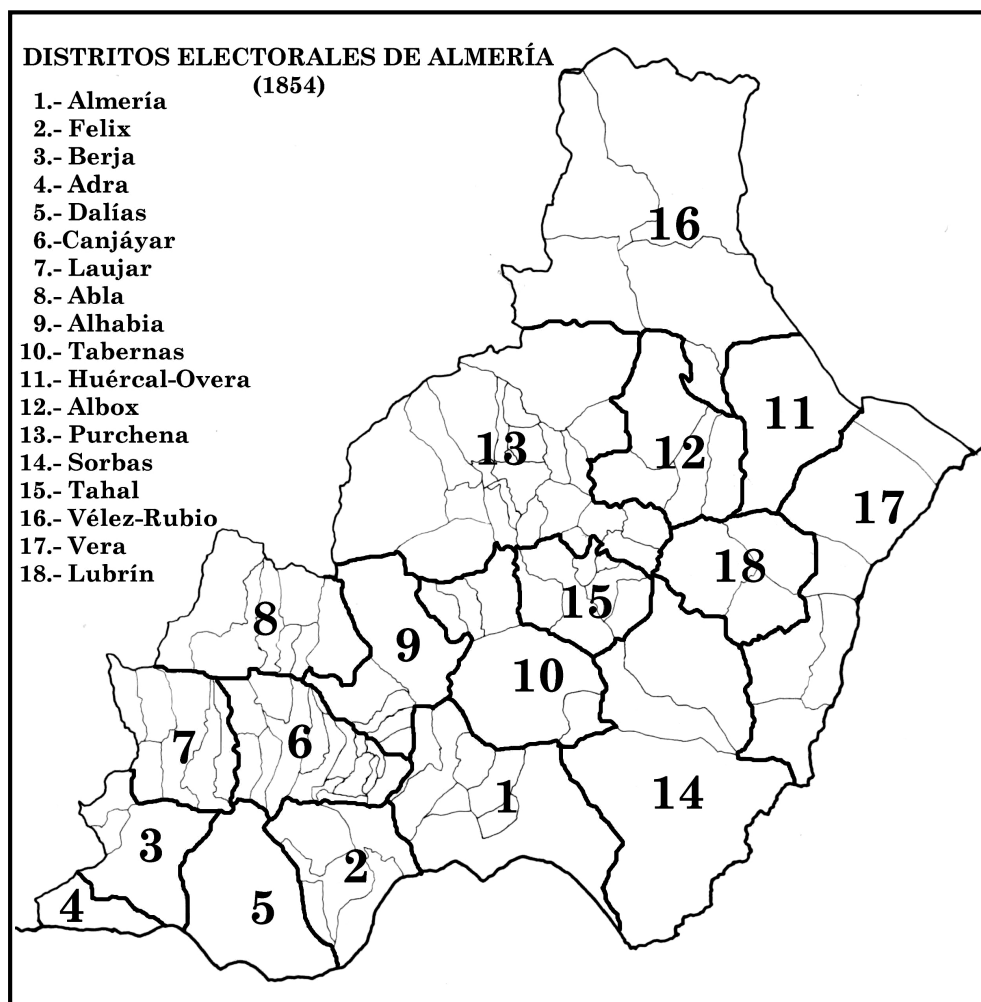 DISTRITOS ELECTORALES DE ALMERÍA
(1854)
1.- Almería
2.- Felix
3.- Berja
4.- Adra
5.- Dalías
6.-Canjáyar
7.- Laujar
8.- Abla
9.- Alhabia
10.- Tabernas
11.- Huércal-Overa
12.- Albox
13.- Purchena
14.- Sorbas
15.- Tahal
16.- Vélez-Rubio
17.- Vera
18.- Lubrín
16
11
13
12
17
18
15
8
9
10
7
6
14
1
3
2
4
5